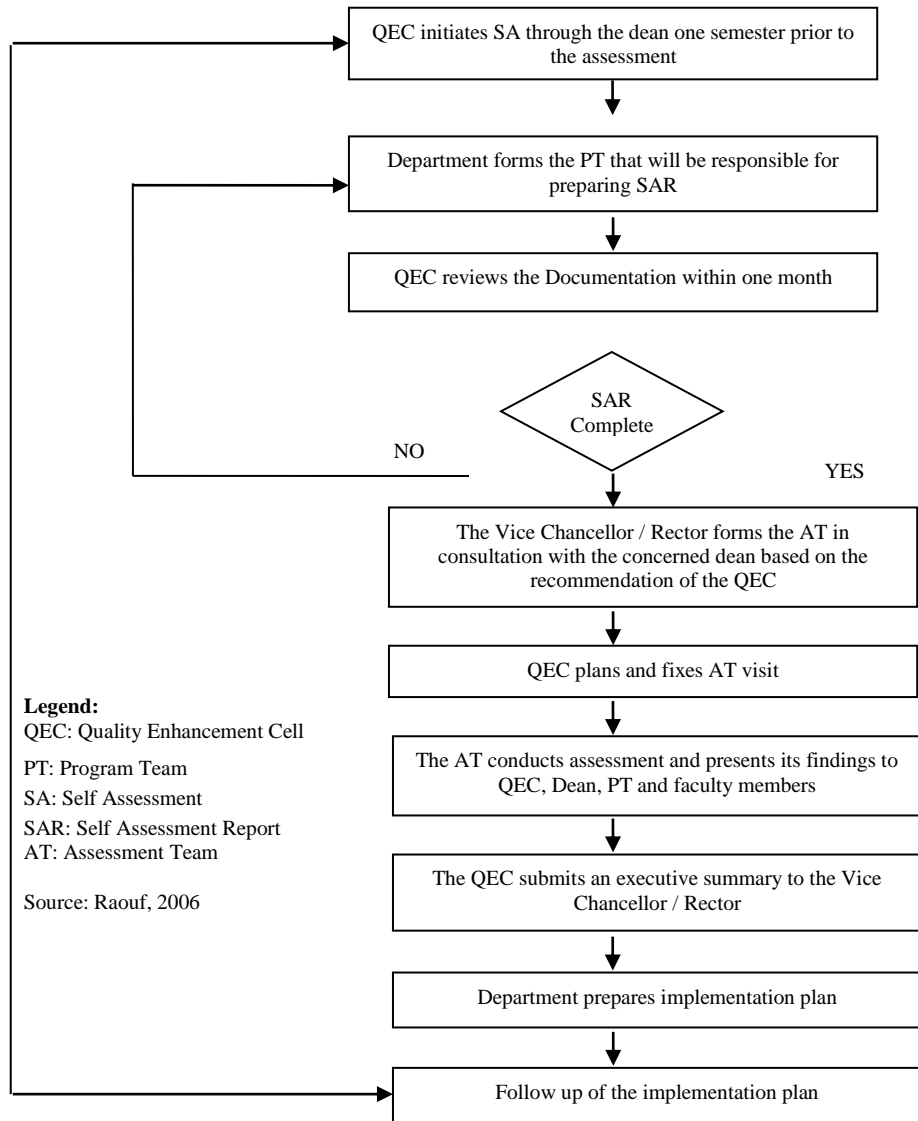 QEC initiates SA through the dean one semester prior to
the assessment
Department forms the PT that will be responsible for
preparing SAR
QEC reviews the Documentation within one month
SAR
Complete
NO
YES
The Vice Chancellor / Rector forms the AT in
consultation with the concerned dean based on the
recommendation of the QEC
QEC plans and fixes AT visit
Legend:
QEC: Quality Enhancement Cell
PT: Program Team
SA: Self Assessment
SAR: Self Assessment Report
AT: Assessment Team
Source: Raouf, 2006
The AT conducts assessment and presents its findings to
QEC, Dean, PT and faculty members
The QEC submits an executive summary to the Vice
Chancellor / Rector
Department prepares implementation plan
Follow up of the implementation plan